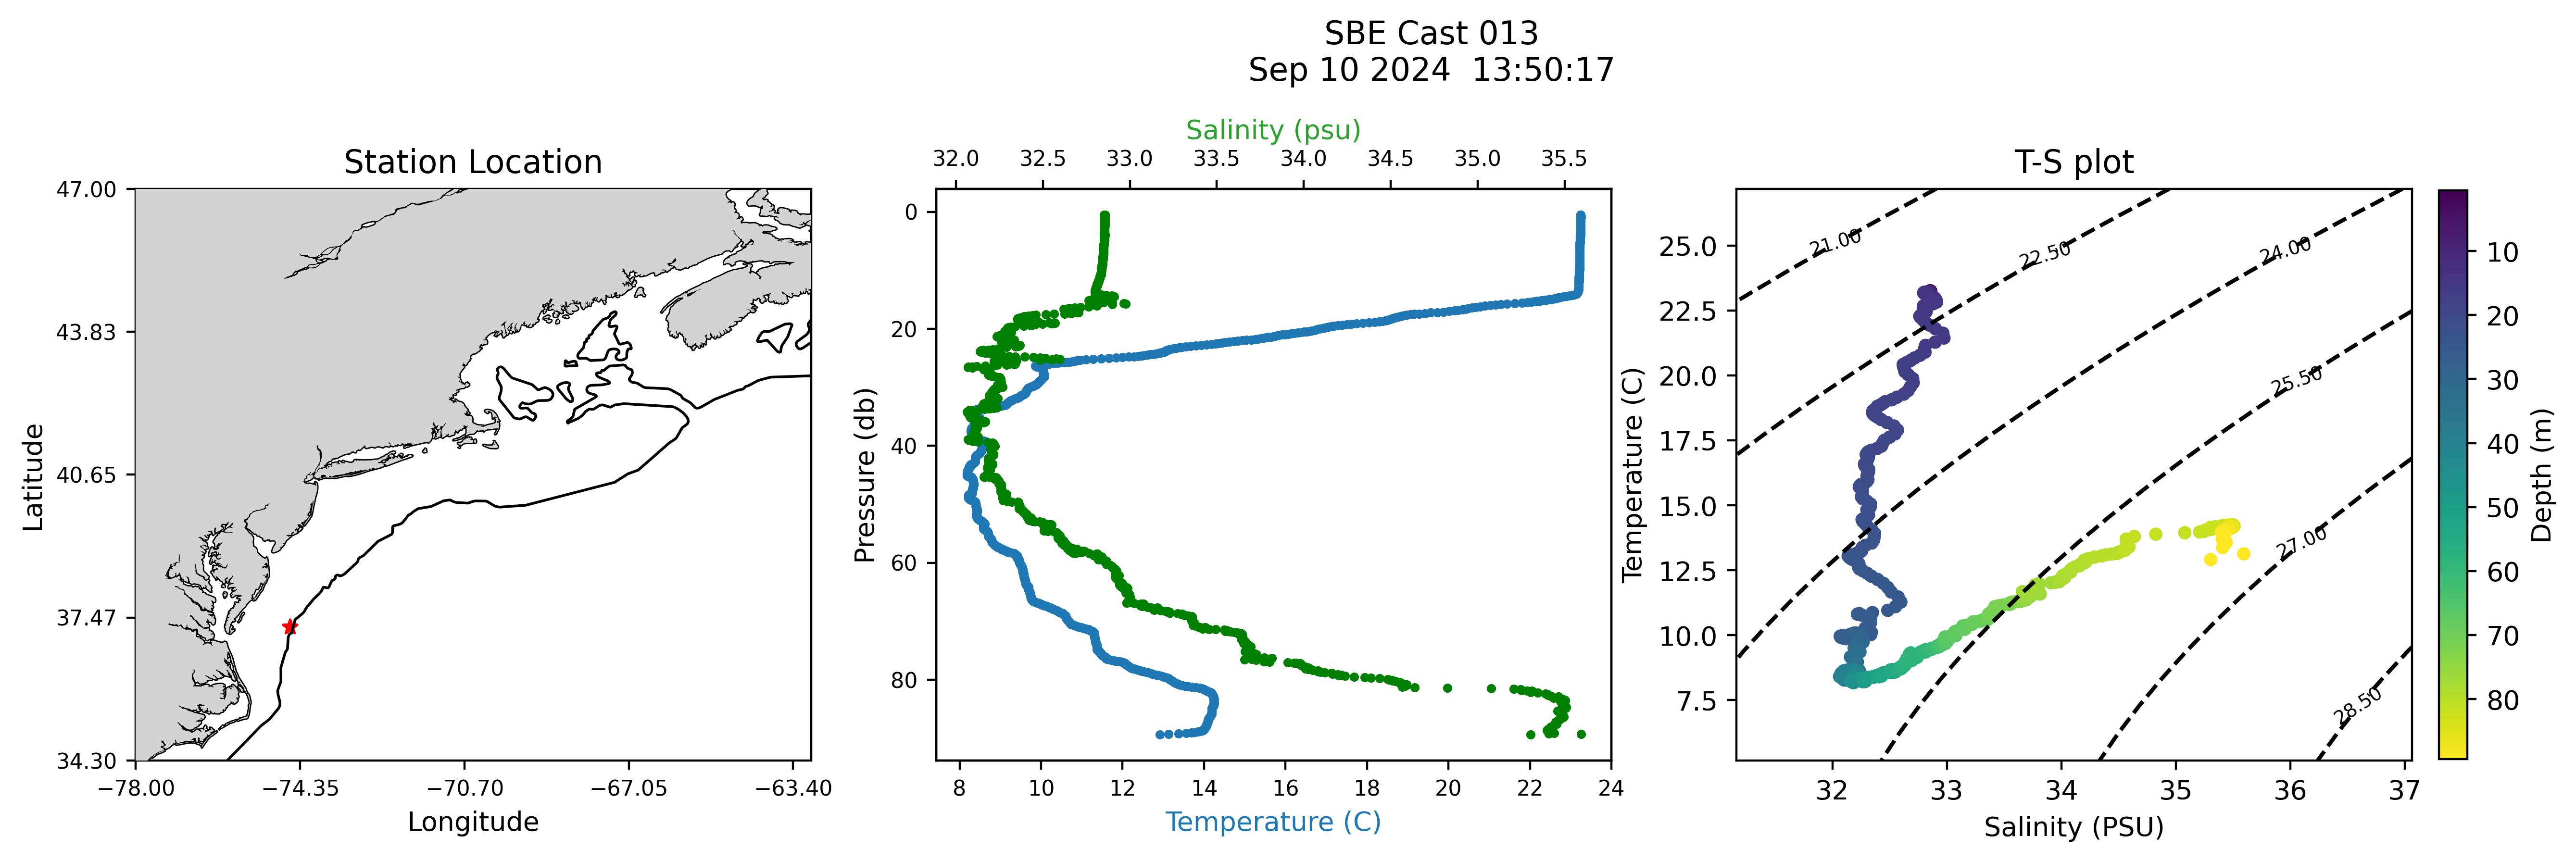 SBE Cast 013
Sep 10 2024  13:50:17
Station Location
47.00
43.83
40.65
37.47
34.30
Latitude
−78.00 −74.35 −70.70 −67.05 −63.40
Longitude
Salinity (psu)
32.0 32.5 33.0 33.5 34.0 34.5 35.0 35.5
0
20
40
60
80
Pressure (db)
8 10 12 14 16 18 20 22 24
Temperature (C)
T-S plot
25.0
22.5
20.0
17.5
15.0
12.5
10.0
7.5
Temperature (C)
21.00
22.50
24.00
25.50
27.00
28.50
32 33 34 35 36 37
Salinity (PSU)
10
20
30
40
50
60
70
80
Depth (m)